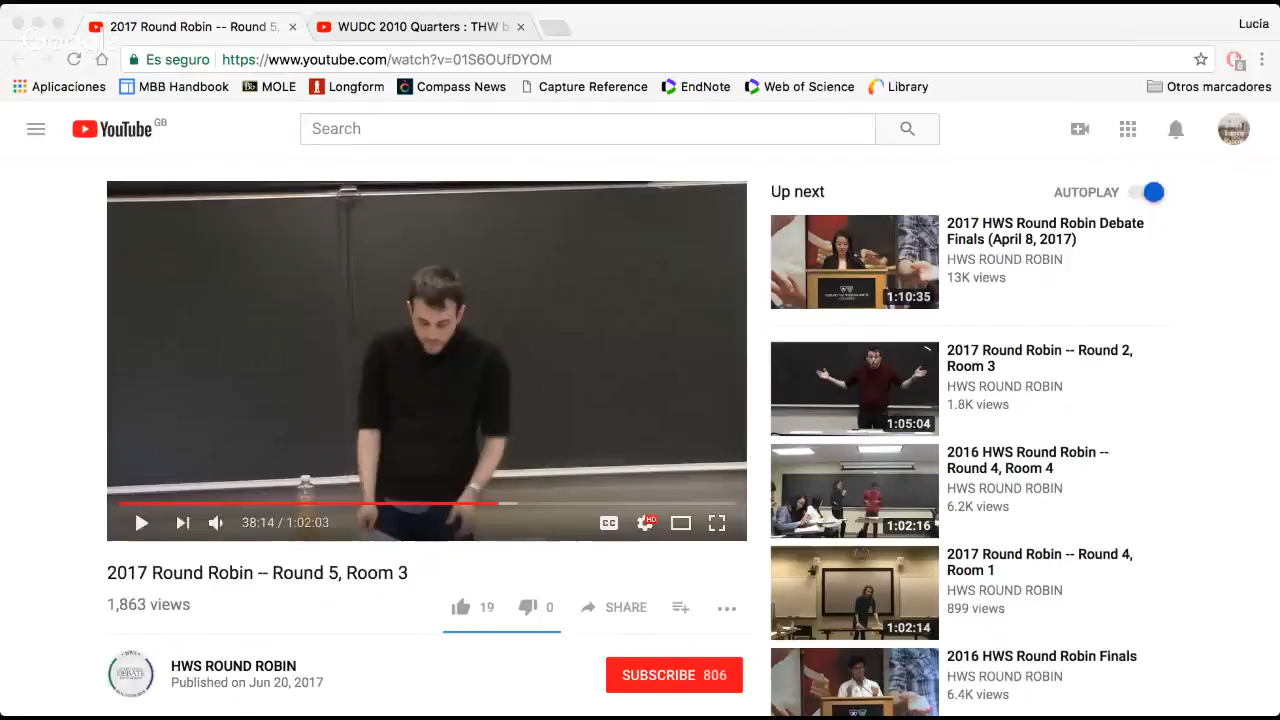 2017 Round Robin -- Round 5,
WUDC 2010 Quarters : THW b
Lucía
Google
Es seguro
https://www.youtube.com/watch?v=01S6OUfDYOM
6
Aplicaciones
MBB Handbook
MOLE
Longform
Compass News
Capture Reference
EndNote
Web of Science
Library
Otros marcadores
YouTube GB
Search
Up next
AUTOPLAY
2017 HWS Round Robin Debate
Finals (April 8, 2017)
HWS ROUND ROBIN
13K views
1:10:35
2017 Round Robin -- Round 2,
Room 3
HWS ROUND ROBIN
1.8K views
1:05:04
2016 HWS Round Robin --
Round 4, Room 4
HWS ROUND ROBIN
6.2K views
1:02:16
2017 Round Robin -- Round 4,
Room 1
HWS ROUND ROBIN
899 views
1:02:14
2016 HWS Round Robin Finals
HWS ROUND ROBIN
6.4K views
38:14 / 1:02:03
CC
HD
2017 Round Robin -- Round 5, Room 3
1,863 views
19
0
SHARE
DEBATE
HWS ROUND ROBIN
Published on Jun 20, 2017
SUBSCRIBE 806